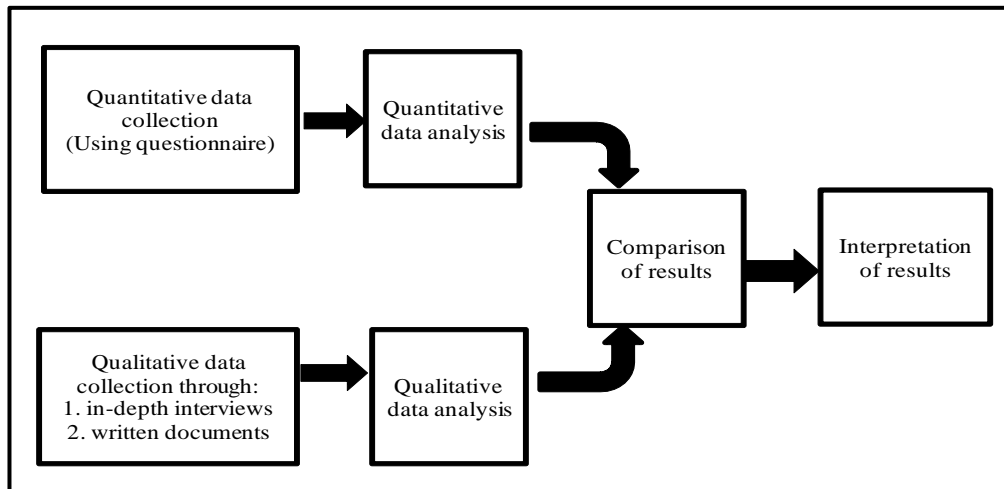 Quantitative data
collection
(Using questionnaire)
Quantitative
data analysis
Comparison
of results
Interpretation
of results
Qualitative data
collection through:
1. in-depth interviews
2. written documents
Qualitative
data analysis